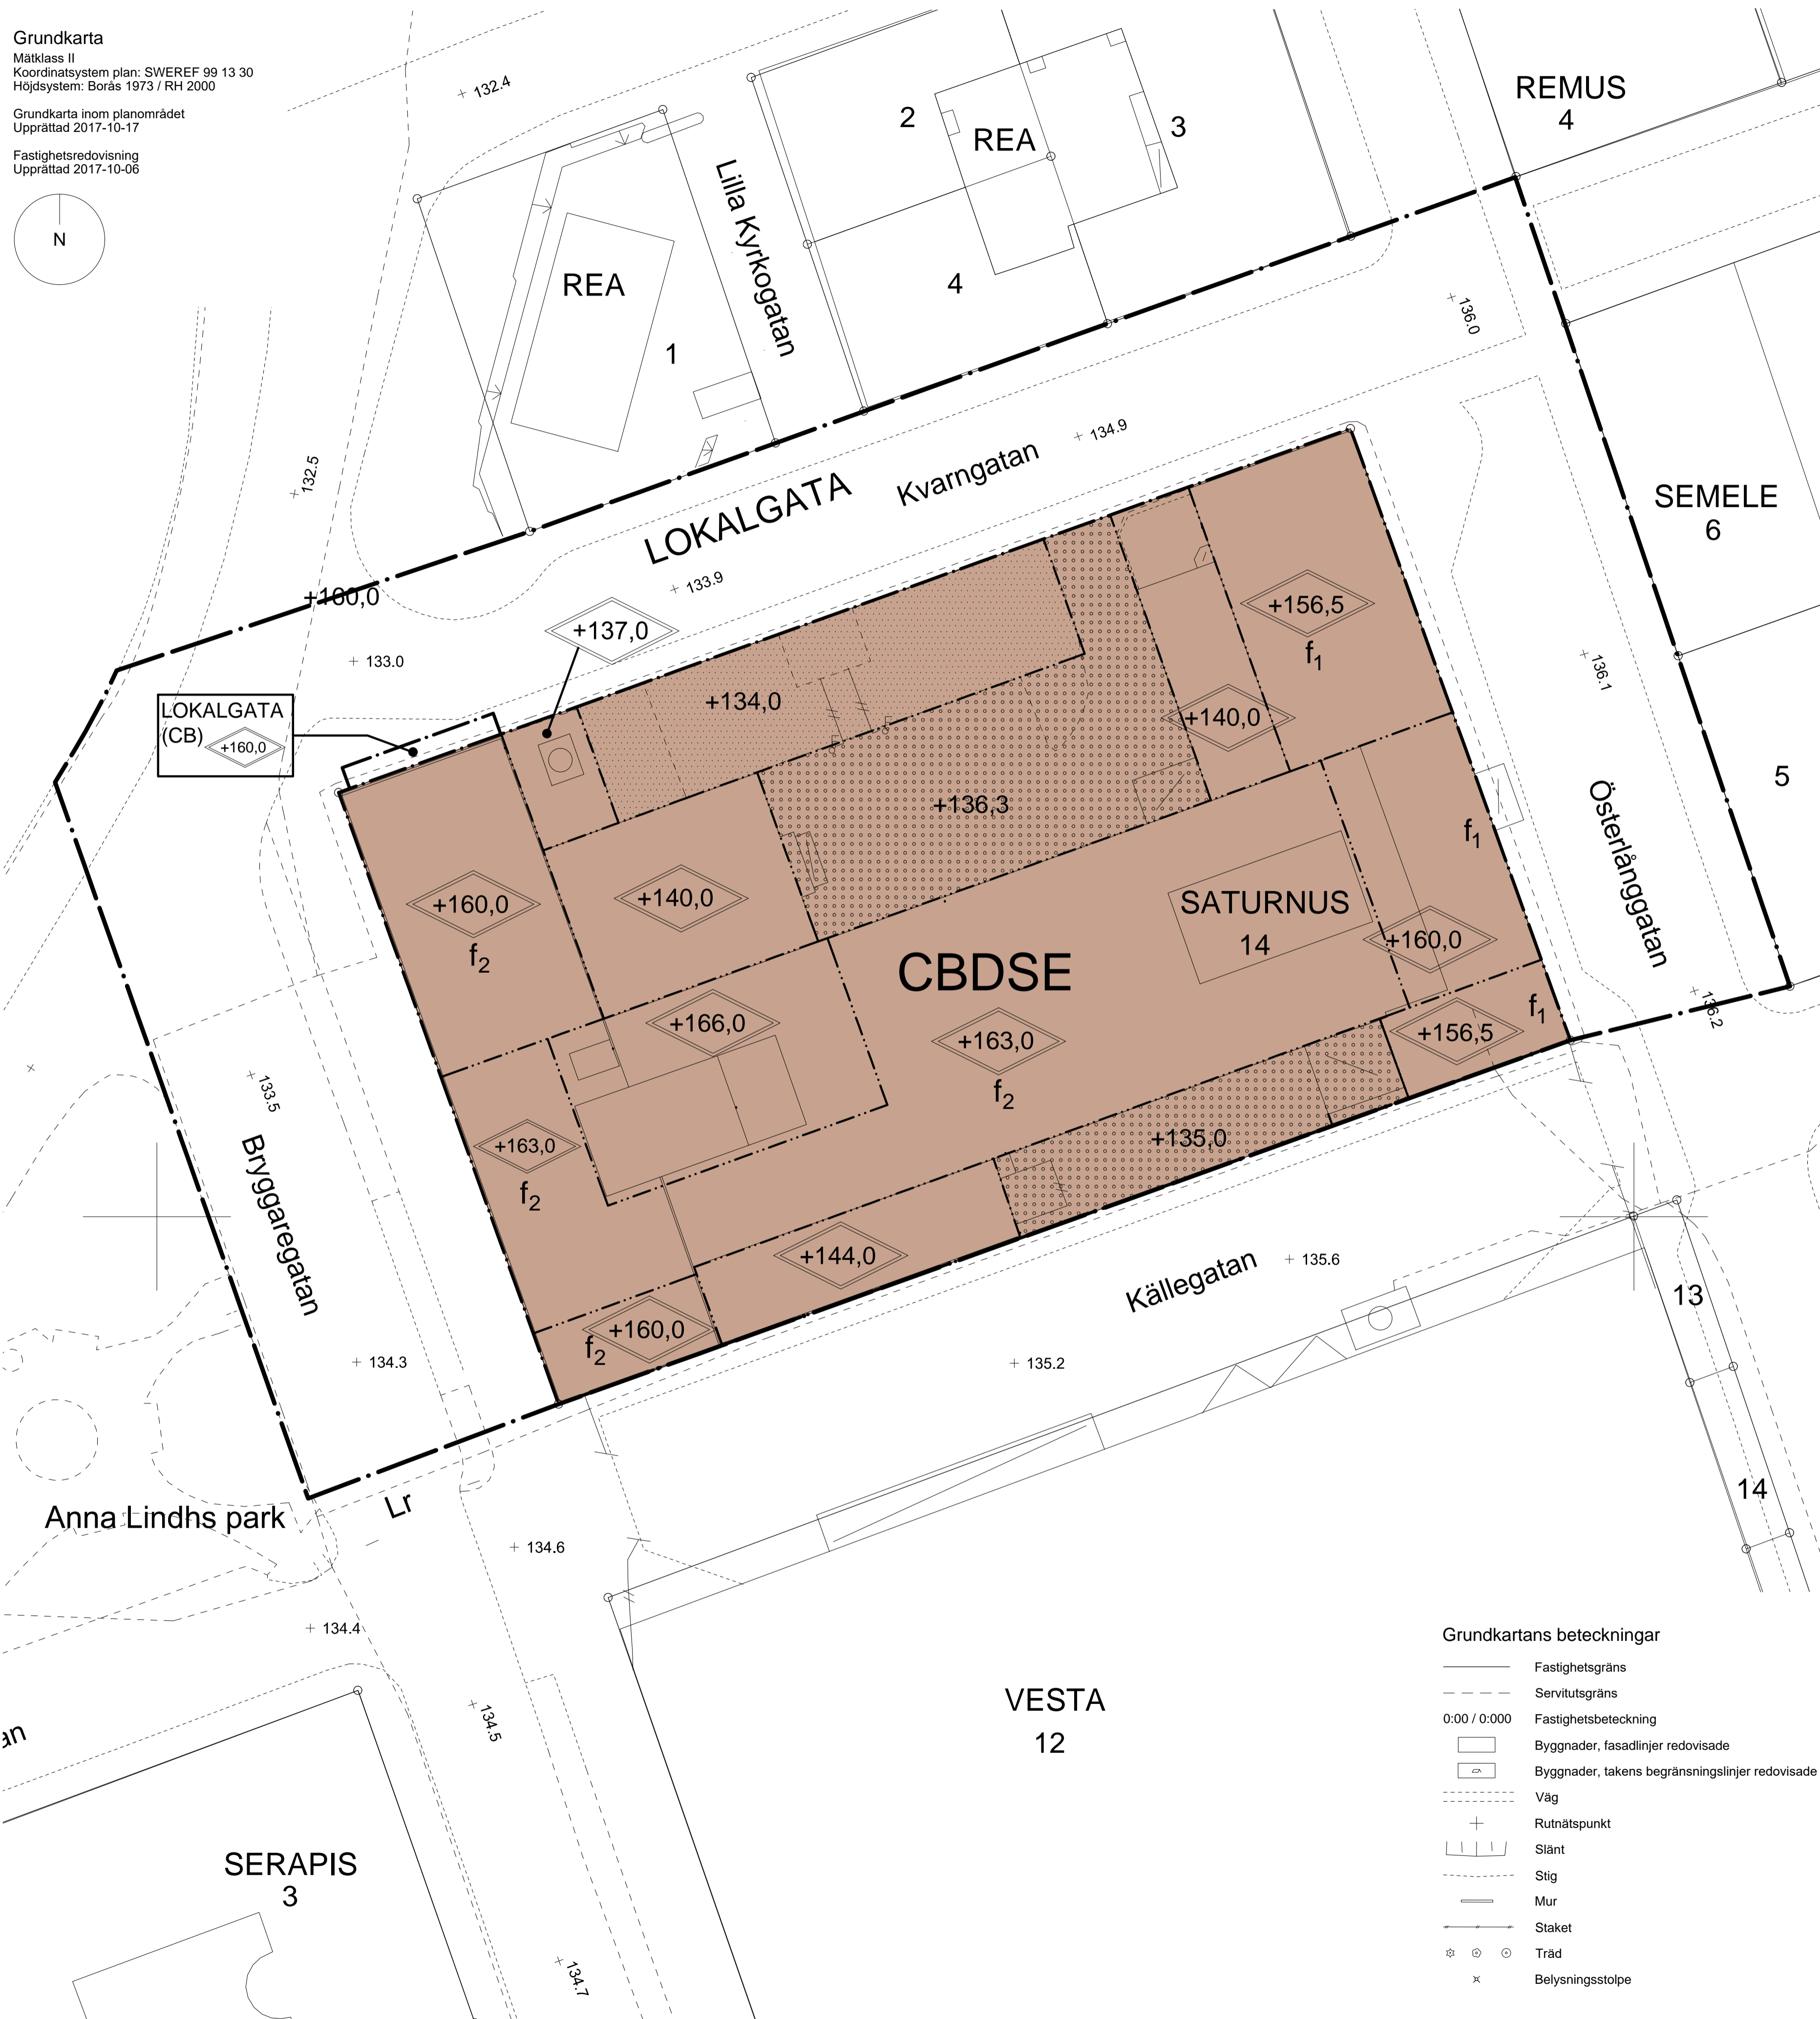 Grundkarta
Mätklass II
Koordinatsystem plan: SWEREF 99 13 30
Höjdsystem: Borås 1973 / RH 2000
Grundkarta inom planområdet
Upprättad 2017-10-17
Fastighetsredovisning
Upprättad 2017-10-06
N
132.4
2
REA
3
REMUS
4
Lilla Kyrkogatan
REA
1
4
136.0
132.5
134.9
Kvarngatan
LOKALGATA
SEMELE
6
133.9
+160,0
+156,5
f1
+137,0
133.0
136.1
+134,0
LOKALGATA
(CB)
+160,0
+140,0
5
+136,3
Österlånggatan
f1
+160,0
f2
+140,0
SATURNUS
14
+160,0
CBDSE
136.2
f1
+166,0
+163,0
f2
+156,5
133.5
+163,0
f2
+135,0
Bryggaregatan
+144,0
Källegatan
135.6
13
+160,0
f2
134.3
135.2
14
Anna Lindhs park
Lr
134.6
134.4
VESTA
12
134.5
an
SERAPIS
3
134.7
Grundkartans beteckningar
Fastighetsgräns
Servitutsgräns
0:00 / 0:000 Fastighetsbeteckning
Byggnader, fasadlinjer redovisade
Byggnader, takens begränsningslinjer redovisade
Väg
Rutnätspunkt
Slänt
Stig
Mur
Staket
Träd
Belysningsstolpe